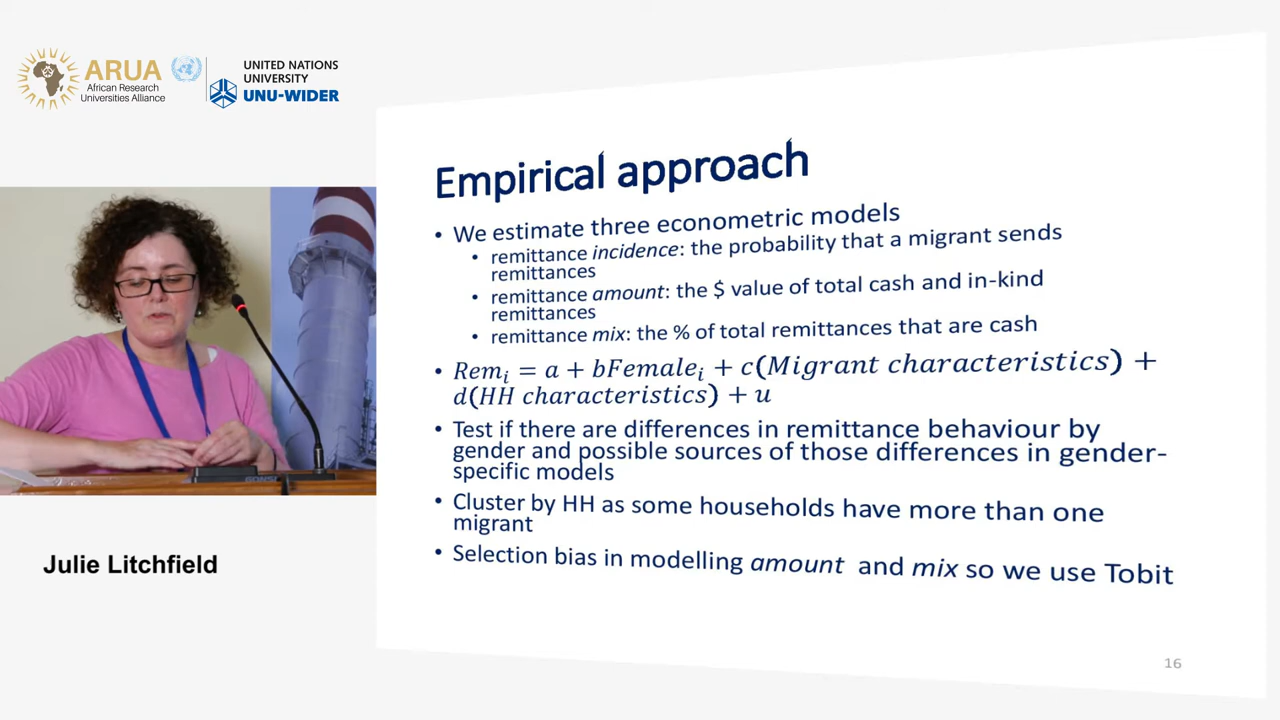 ARUA
African Research
Universities Alliance
UNITED NATIONS
UNIVERSITY
UNU-WIDER
Empirical approach
• We estimate three econometric models
• remittance incidence: the probability that a migrant sends
remittances
• remittance amount: the $ value of total cash and in-kind
remittances
• remittance mix: the % of total remittances that are cash
• Rem_i = a + bFemale_i + c(Migrant characteristics) +
d(HH characteristics) + u
• Test if there are differences in remittance behaviour by
gender and possible sources of those differences in gender-
specific models
• Cluster by HH as some households have more than one
migrant
• Selection bias in modelling amount and mix so we use Tobit
Julie Litchfield
16